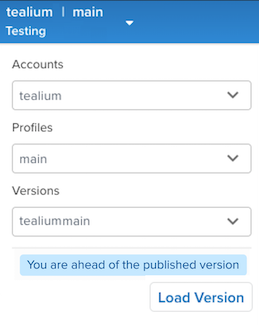 tealium | main
Testing
Accounts
tealium
Profiles
main
Versions
tealiummain
You are ahead of the published version
Load Version